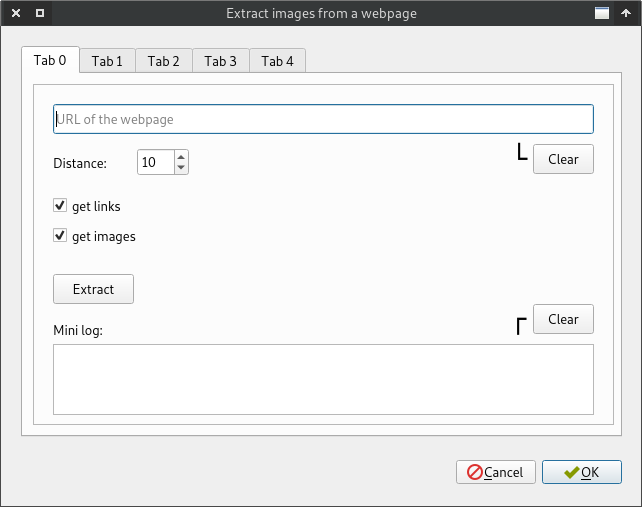 Extract images from a webpage
Tab 0 Tab 1 Tab 2 Tab 3 Tab 4
URL of the webpage
Distance: 10
Clear
get links
get images
Extract
Clear
Mini log:
Cancel OK